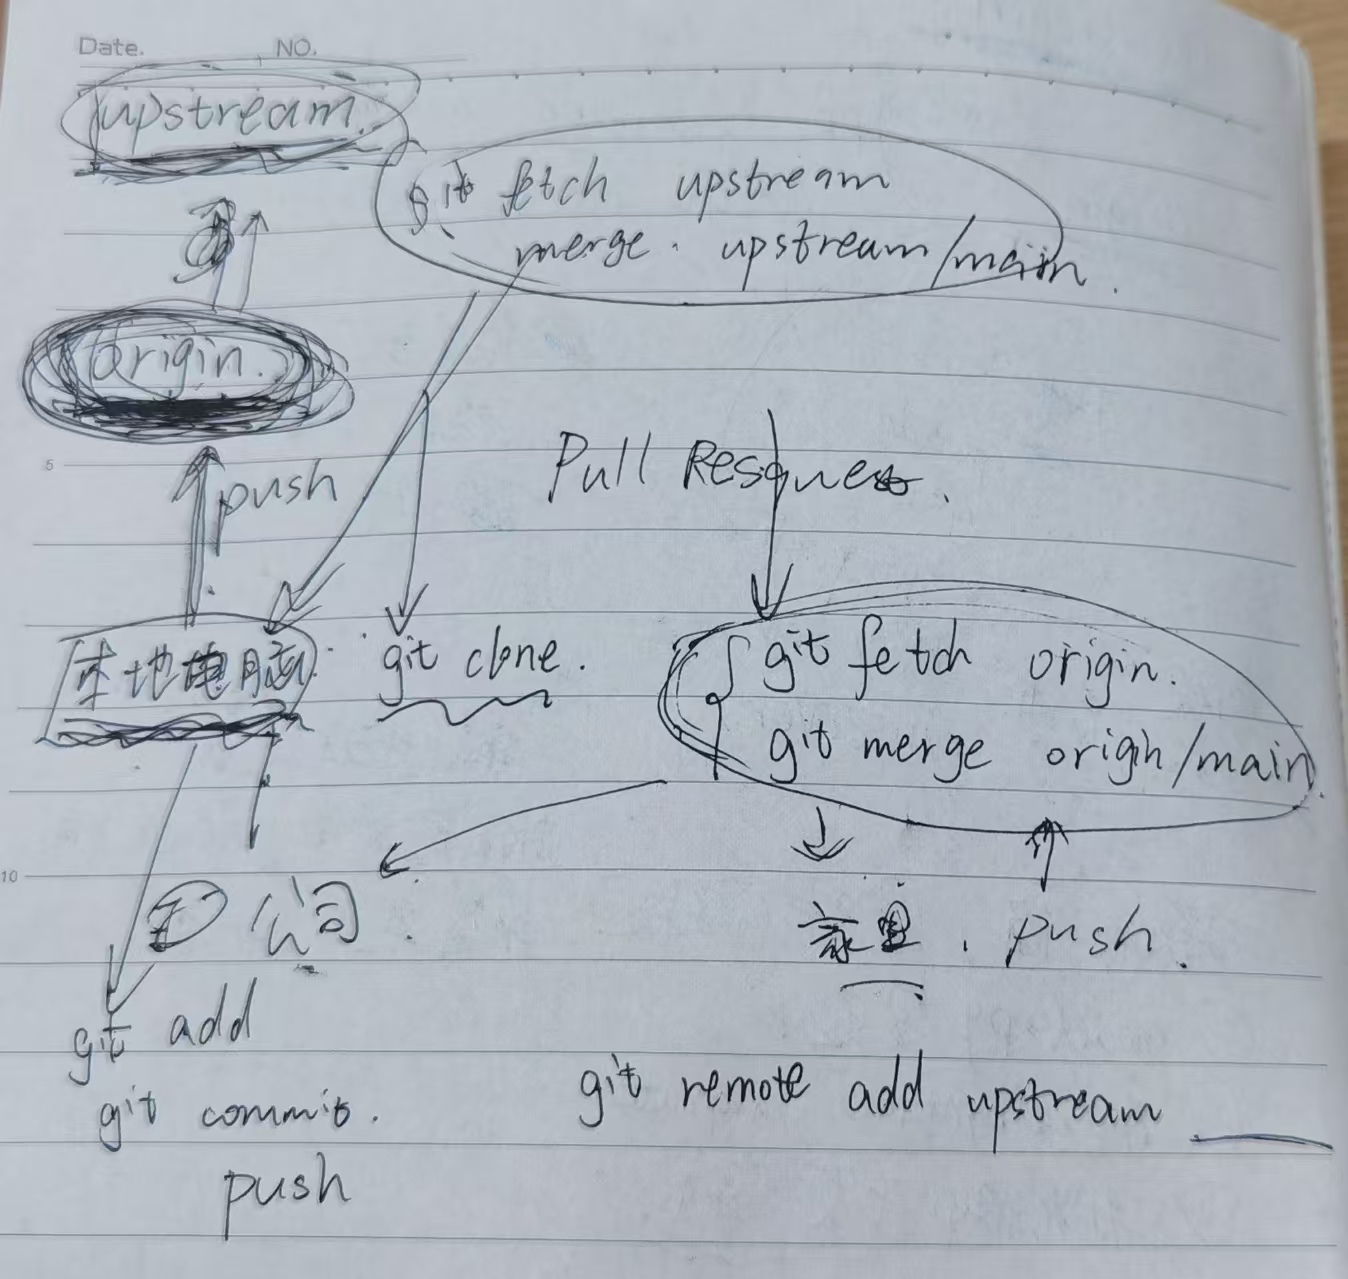 Date. NO.
upstream.
git fetch upstream
merge. upstream/main.
origin.
5
push
Pull Resquest.
本地电脑.
git clone.
git fetch origin.
git merge origin/main.
10
公司.
家里. push.
git add
git commit.
push
git remote add upstream